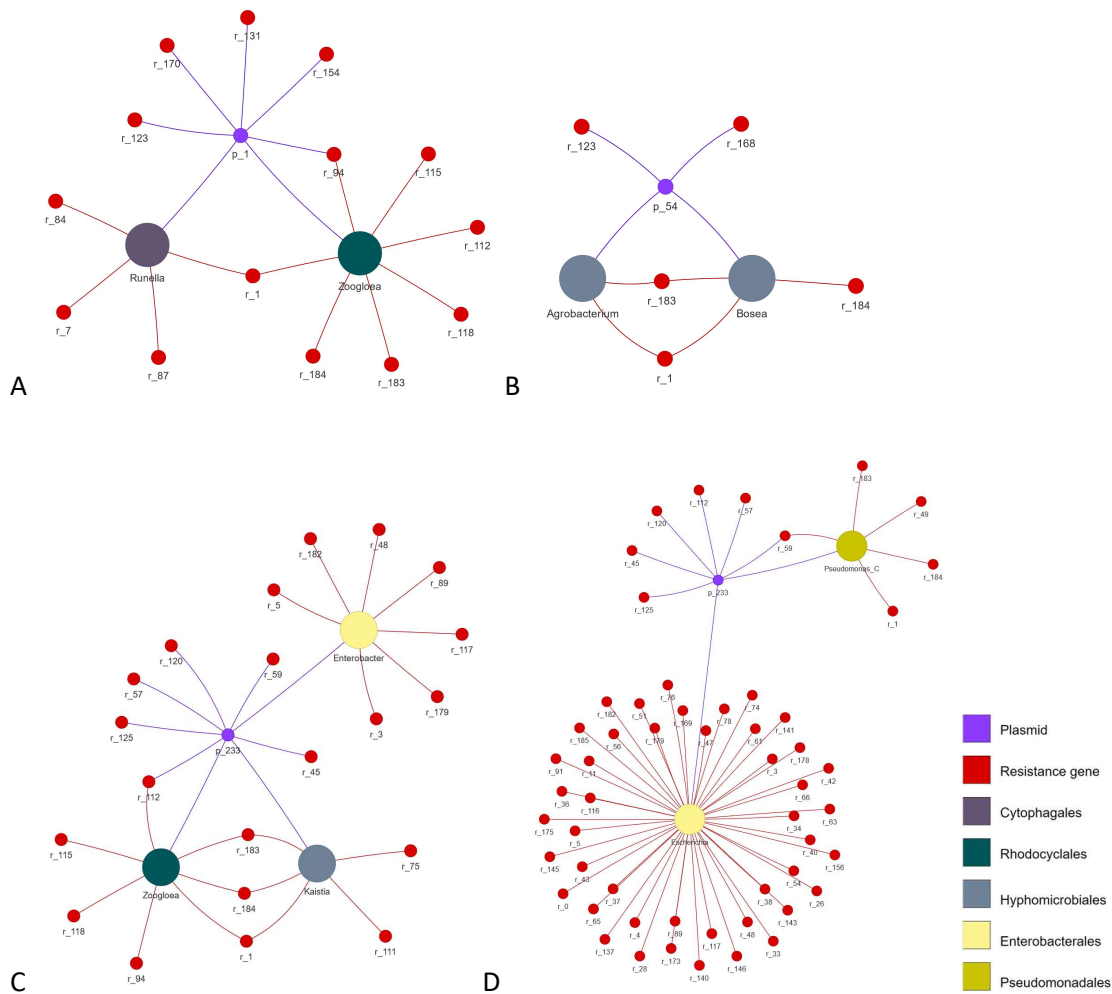 r_131
r_170
r_154
r_123
p_1
r_94
r_115
r_84
r_112
Runella
r_1
Zoogloea
r_7
r_118
r_87
r_184
r_183
A
r_123
r_168
p_54
r_183
r_184
Agrobacterium
Bosea
r_1
B
r_182
r_48
r_89
r_5
r_117
Enterobacter
r_120
r_59
r_57
r_179
r_125
r_3
p_233
r_45
r_112
r_183
r_115
r_75
Zoogloea
Kaistia
r_184
r_118
r_1
r_111
r_94
C
r_183
r_112
r_57
r_49
r_120
r_59
r_45
Pseudomonas_C
r_184
p_233
r_125
r_1
r_76
r_74
r_182
r_51
r_169
r_78
r_141
r_185
r_56
r_179
r_47
r_61
r_178
r_91
r_11
r_3
r_42
r_36
r_116
r_66
r_63
r_175
r_34
r_5
Escherichia
r_40
r_156
r_145
r_43
r_54
r_0
r_37
r_38
r_26
r_65
r_143
r_4
r_89
r_117
r_48
r_137
r_33
r_28
r_173
r_146
r_140
D
Plasmid
Resistance gene
Cytophagales
Rhodocyclales
Hyphomicrobiales
Enterobacterales
Pseudomonadales